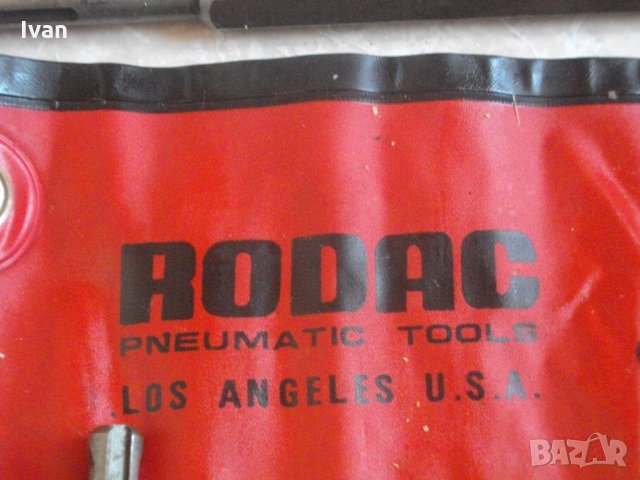 Ivan
RODAC
PNEUMATIC TOOLS
LOS ANGELES U.S.A.
BAZAR